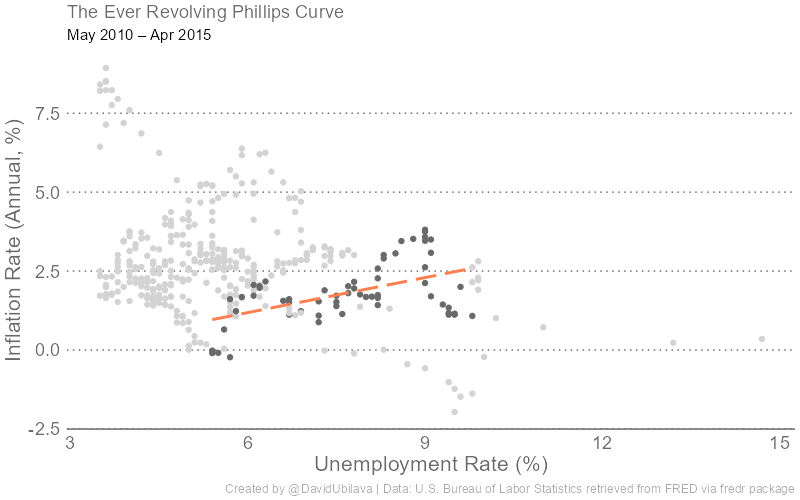 The Ever Revolving Phillips Curve
May 2010 – Apr 2015
Inflation Rate (Annual, %)
7.5
5.0
2.5
0.0
-2.5
3 6 9 12 15
Unemployment Rate (%)
Created by @DavidUbilava | Data: U.S. Bureau of Labor Statistics retrieved from FRED via fredr package